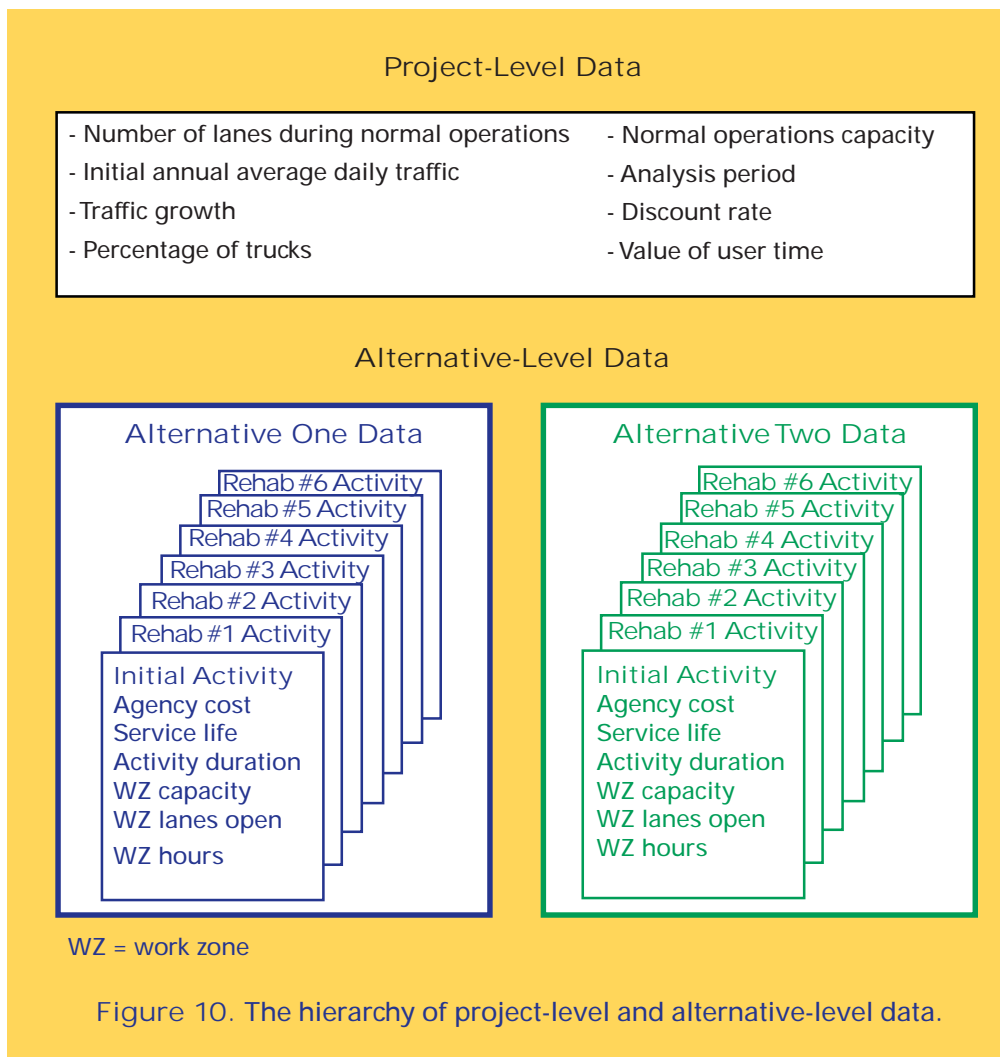 Project-Level Data
- Number of lanes during normal operations
- Initial annual average daily traffic
- Traffic growth
- Percentage of trucks
- Normal operations capacity
- Analysis period
- Discount rate
- Value of user time
Alternative-Level Data
Alternative One Data
Rehab #6 Activity
Rehab #5 Activity
Rehab #4 Activity
Rehab #3 Activity
Rehab #2 Activity
Rehab #1 Activity
Initial Activity
Agency cost
Service life
Activity duration
WZ capacity
WZ lanes open
WZ hours
Alternative Two Data
Rehab #6 Activity
Rehab #5 Activity
Rehab #4 Activity
Rehab #3 Activity
Rehab #2 Activity
Rehab #1 Activity
Initial Activity
Agency cost
Service life
Activity duration
WZ capacity
WZ lanes open
WZ hours
WZ = work zone
Figure 10. The hierarchy of project-level and alternative-level data.